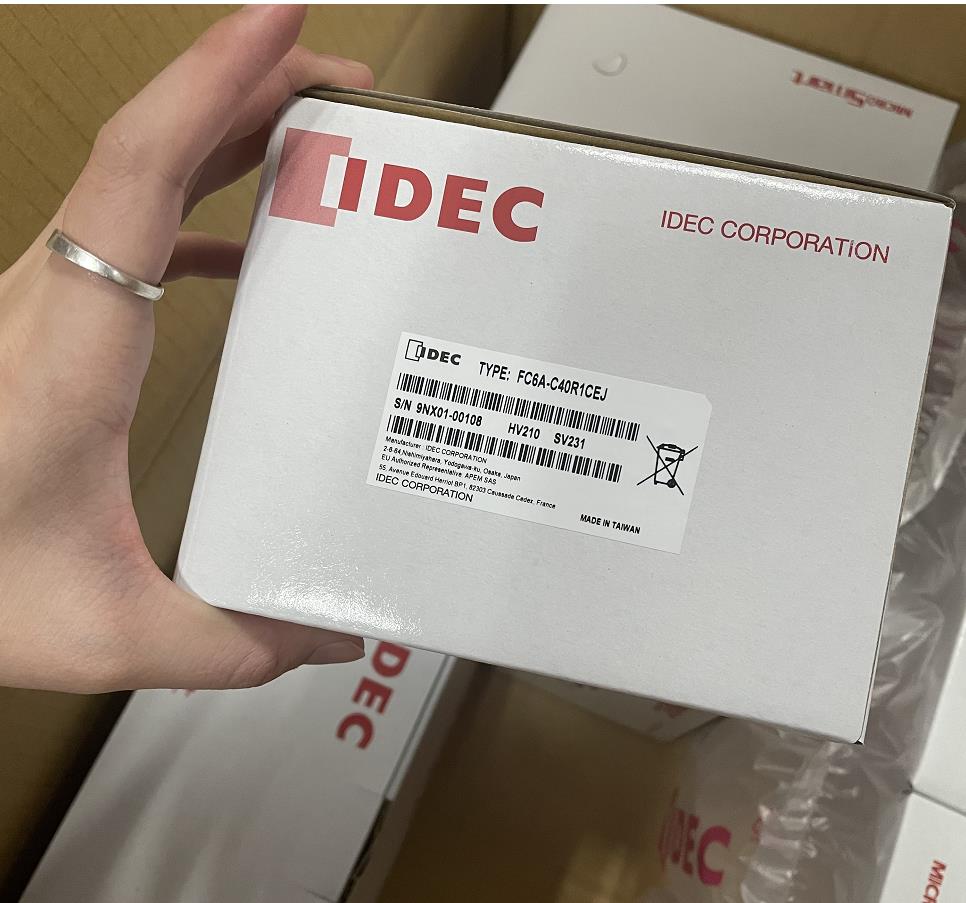 MICROSmart
IDEC
IDEC CORPORATION
IDEC
TYPE: FC6A-C40R1CEJ
S/N 9NX01-00108 HV210 SV231
Manufacturer : IDEC CORPORATION
2-6-64 Nishimiyahara, Yodogawa-ku, Osaka, Japan
EU Authorized Representative: APEM SAS
55, Avenue Edouard Herriot BP1, 82303 Caussade Cedex, France
IDEC CORPORATION
MADE IN TAIWAN
IDEC
IDEC